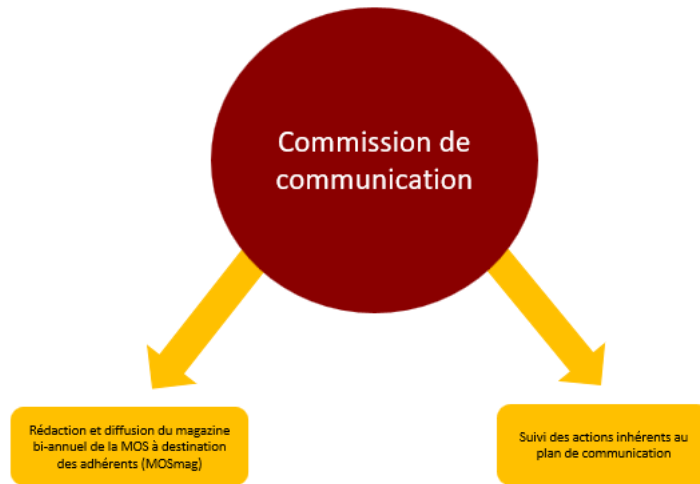 Commission de
communication
Rédaction et diffusion du magazine
bi-annuel de la MOS à destination
des adhérents (MOSmag)
Suivi des actions inhérents au
plan de communication